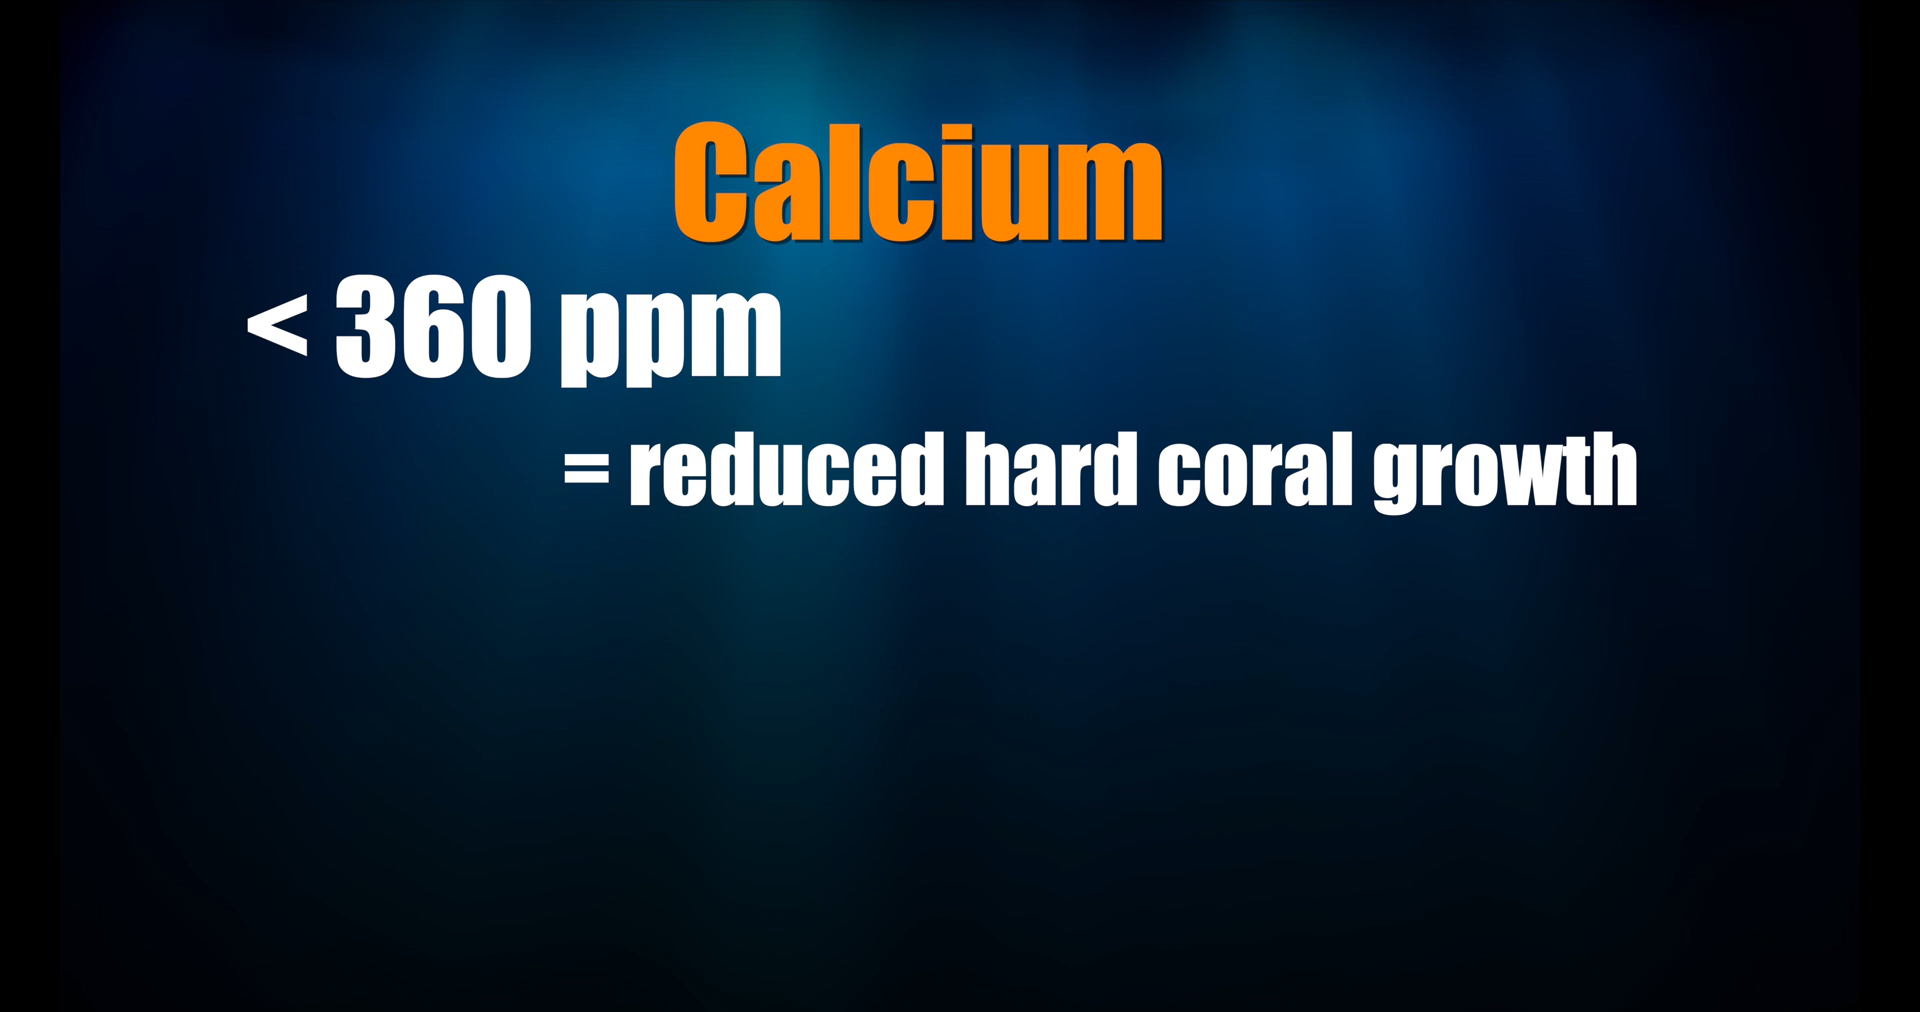 Calcium
< 360 ppm
= reduced hard coral growth